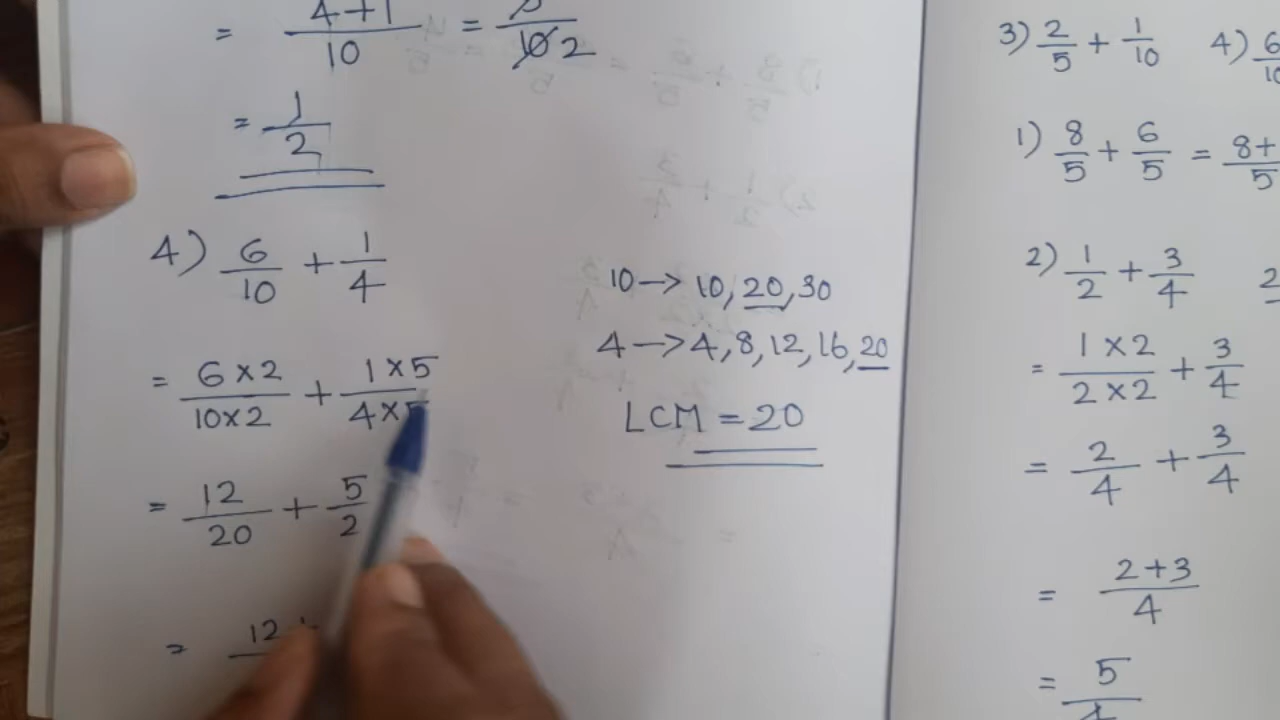 = 4+1/10 = 5/10 2
= 1/2
4) 6/10 + 1/4
= 6×2/10×2 + 1×5/4×5
= 12/20 + 5/2
= 12+
10 → 10, 20, 30
4 → 4, 8, 12, 16, 20
LCM = 20
3) 2/5 + 1/10 4) 6/10
1) 8/5 + 6/5 = 8+/5
2) 1/2 + 3/4 2
= 1×2/2×2 + 3/4
= 2/4 + 3/4
= 2+3/4
= 5/4